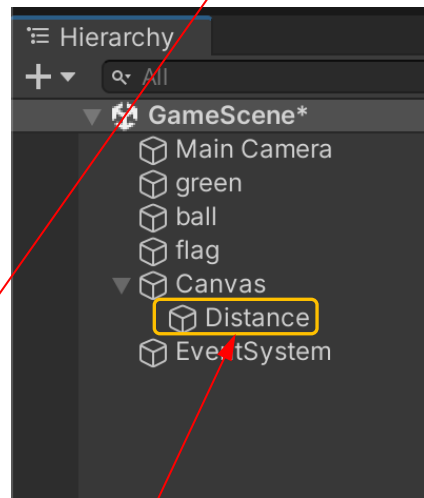 Hierarchy
All
GameScene*
Main Camera
green
ball
flag
Canvas
Distance
EventSystem